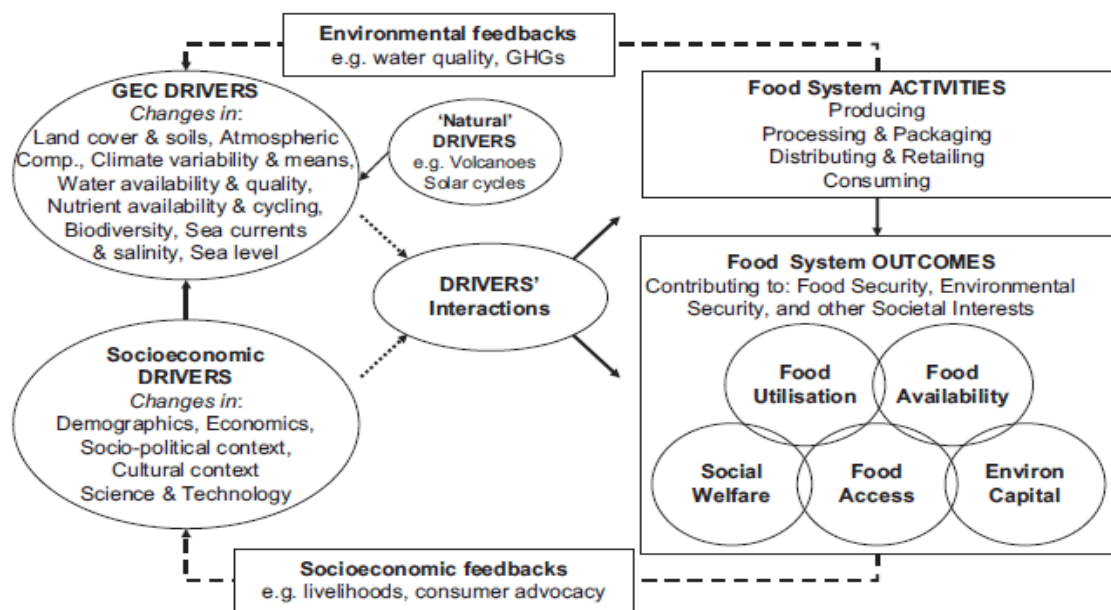 Environmental feedbacks
e.g. water quality, GHGs
GEC DRIVERS
Changes in:
Land cover & soils, Atmospheric
Comp., Climate variability & means,
Water availability & quality,
Nutrient availability & cycling,
Biodiversity, Sea currents
& salinity, Sea level
'Natural'
DRIVERS
e.g. Volcanoes
Solar cycles
Food System ACTIVITIES
Producing
Processing & Packaging
Distributing & Retailing
Consuming
DRIVERS'
Interactions
Food System OUTCOMES
Contributing to: Food Security, Environmental
Security, and other Societal Interests
Food
Utilisation
Food
Availability
Social
Welfare
Food
Access
Environ
Capital
Socioeconomic
DRIVERS
Changes in:
Demographics, Economics,
Socio-political context,
Cultural context
Science & Technology
Socioeconomic feedbacks
e.g. livelihoods, consumer advocacy